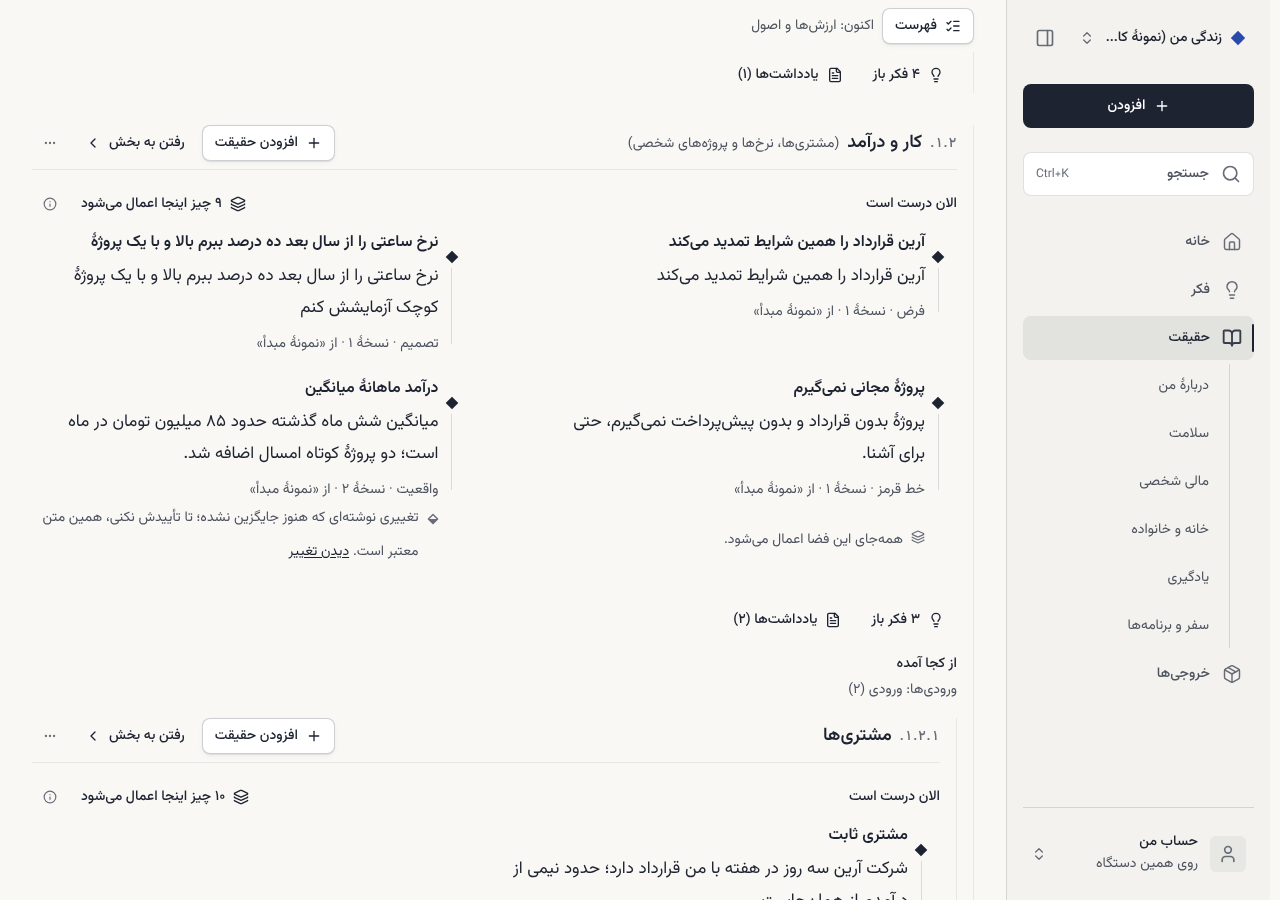 زندگی من (نمونهٔ کا...
افزودن
جستجو
Ctrl+K
خانه
فکر
حقیقت
دربارهٔ من
سلامت
مالی شخصی
خانه و خانواده
یادگیری
سفر و برنامه‌ها
خروجی‌ها
حساب من
روی همین دستگاه
فهرست
اکنون: ارزش‌ها و اصول
۴ فکر باز
یادداشت‌ها (۱)
۱.۲. کار و درآمد (مشتری‌ها، نرخ‌ها و پروژه‌های شخصی)
افزودن حقیقت
رفتن به بخش
الان درست است
۹ چیز اینجا اعمال می‌شود
آرین قرارداد را همین شرایط تمدید می‌کند
آرین قرارداد را همین شرایط تمدید می‌کند
فرض · نسخهٔ ۱ · از «نمونهٔ مبدأ»
نرخ ساعتی را از سال بعد ده درصد ببرم بالا و با یک پروژهٔ
نرخ ساعتی را از سال بعد ده درصد ببرم بالا و با یک پروژهٔ
کوچک آزمایشش کنم
تصمیم · نسخهٔ ۱ · از «نمونهٔ مبدأ»
پروژهٔ مجانی نمی‌گیرم
پروژهٔ بدون قرارداد و بدون پیش‌پرداخت نمی‌گیرم، حتی
برای آشنا.
خط قرمز · نسخهٔ ۱ · از «نمونهٔ مبدأ»
همه‌جای این فضا اعمال می‌شود.
درآمد ماهانهٔ میانگین
میانگین شش ماه گذشته حدود ۸۵ میلیون تومان در ماه
است؛ دو پروژهٔ کوتاه امسال اضافه شد.
واقعیت · نسخهٔ ۲ · از «نمونهٔ مبدأ»
تغییری نوشته‌ای که هنوز جایگزین نشده؛ تا تأییدش نکنی، همین متن
معتبر است. دیدن تغییر
۳ فکر باز
یادداشت‌ها (۲)
از کجا آمده
ورودی‌ها: ورودی (۲)
۱.۲.۱. مشتری‌ها
افزودن حقیقت
رفتن به بخش
الان درست است
۱۰ چیز اینجا اعمال می‌شود
مشتری ثابت
شرکت آرین سه روز در هفته با من قرارداد دارد؛ حدود نیمی از